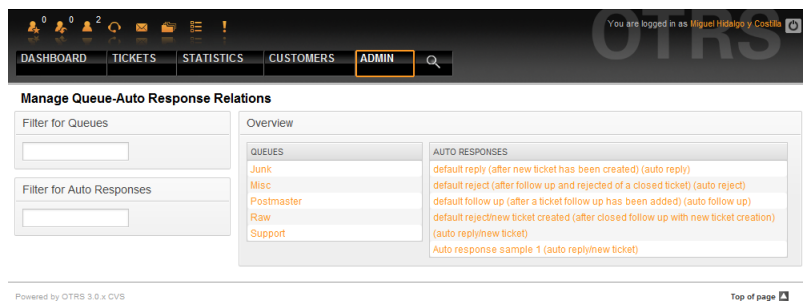 0 0 2
You are logged in as Miguel Hidalgo y Costilla
OTRS
DASHBOARD TICKETS STATISTICS CUSTOMERS ADMIN
Manage Queue-Auto Response Relations
Filter for Queues
Filter for Auto Responses
Overview
QUEUES
Junk
Misc
Postmaster
Raw
Support
AUTO RESPONSES
default reply (after new ticket has been created) (auto reply)
default reject (after follow up and rejected of a closed ticket) (auto reject)
default follow up (after a ticket follow up has been added) (auto follow up)
default reject/new ticket created (after closed follow up with new ticket creation)
(auto reply/new ticket)
Auto response sample 1 (auto reply/new ticket)
Powered by OTRS 3.0.x CVS
Top of page